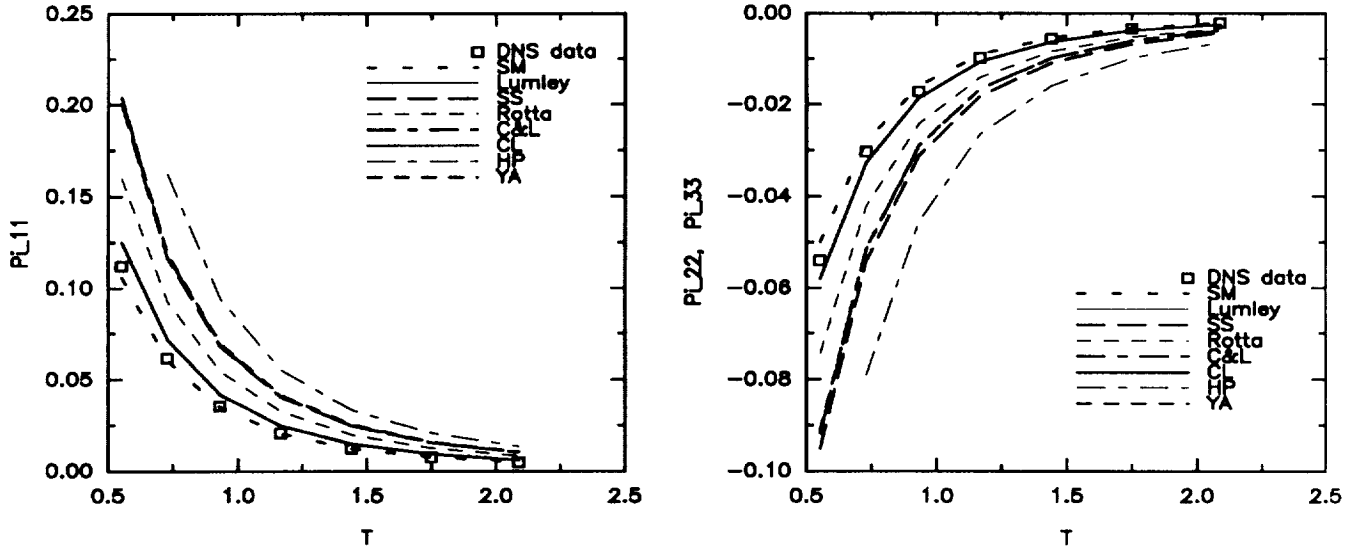 0.25
0.20
0.15
0.10
0.05
0.00
Pi_11
DNS data
SM
Lumley
SS
Rotta
C&L
CL
HP
YA
0.5
1.0
1.5
2.0
2.5
T
0.00
-0.02
-0.04
-0.06
-0.08
-0.10
Pi_22, Pi_33
DNS data
SM
Lumley
SS
Rotta
C&L
CL
HP
YA
0.5
1.0
1.5
2.0
2.5
T